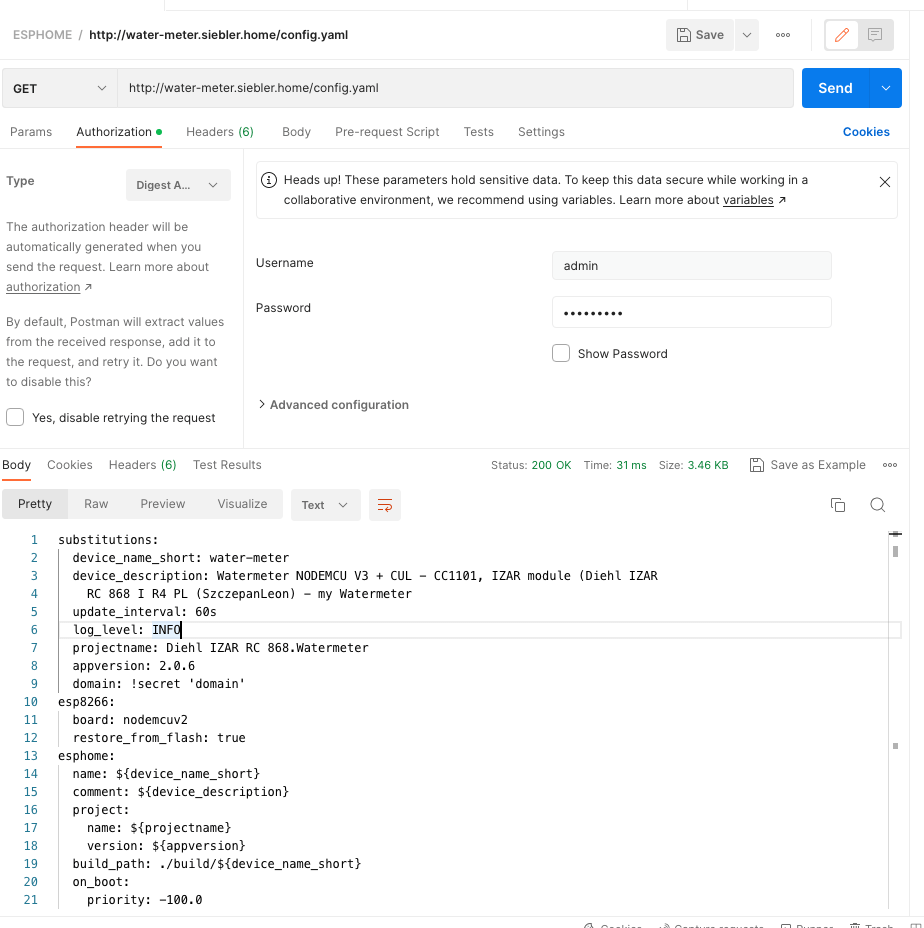 ESPHOME / http://water-meter.siebler.home/config.yaml
Save
GET http://water-meter.siebler.home/config.yaml
Send
Params Authorization Headers (6) Body Pre-request Script Tests Settings Cookies
Type Digest A...
The authorization header will be
automatically generated when you
send the request. Learn more about
authorization ↗
By default, Postman will extract values
from the received response, add it to
the request, and retry it. Do you want
to disable this?
Yes, disable retrying the request
Heads up! These parameters hold sensitive data. To keep this data secure while working in a
collaborative environment, we recommend using variables. Learn more about variables ↗
Username admin
Password •••••••••
Show Password
Advanced configuration
Body Cookies Headers (6) Test Results Status: 200 OK Time: 31 ms Size: 3.46 KB Save as Example
Pretty Raw Preview Visualize Text
1 substitutions:
2 device_name_short: water-meter
3 device_description: Watermeter NODEMCU V3 + CUL - CC1101, IZAR module (Diehl IZAR
4 RC 868 I R4 PL (SzczepanLeon) - my Watermeter
5 update_interval: 60s
6 log_level: INFO
7 projectname: Diehl IZAR RC 868.Watermeter
8 appversion: 2.0.6
9 domain: !secret 'domain'
10 esp8266:
11 board: nodemcuv2
12 restore_from_flash: true
13 esphome:
14 name: ${device_name_short}
15 comment: ${device_description}
16 project:
17 name: ${projectname}
18 version: ${appversion}
19 build_path: ./build/${device_name_short}
20 on_boot:
21 priority: -100.0
Cookies Capture requests Runner Trash